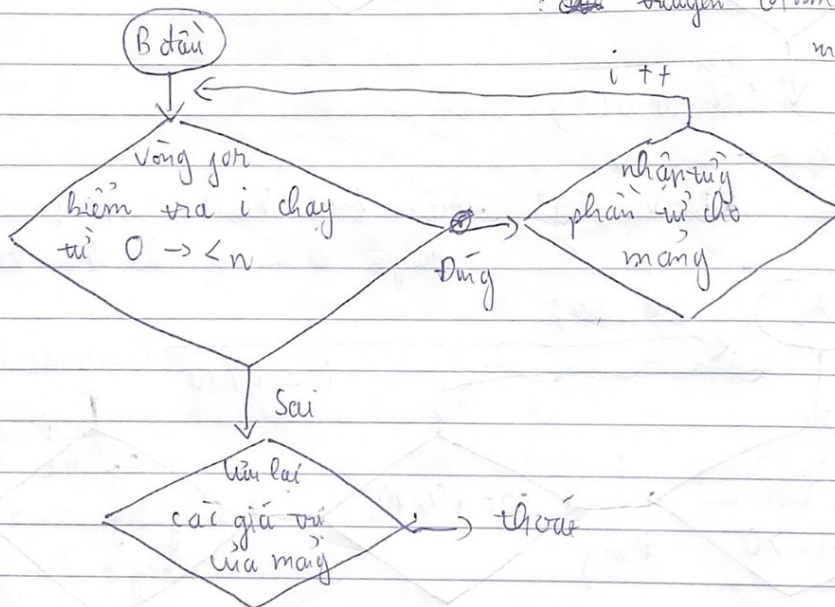 : truyền
m
B đầu
i ++
vòng for
kiểm tra i chạy
từ 0 -> < n
Đúng
nhập từng
phần tử cho
mảng
Sai
lưu lại
các giá trị
của mảng
thoát